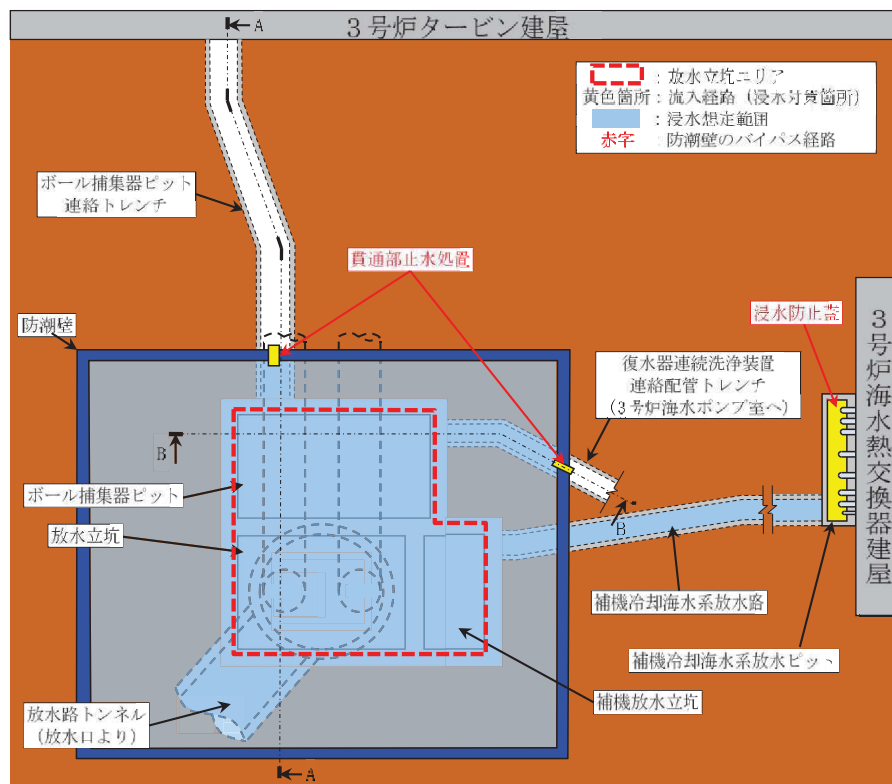 A
3号炉タービン建屋
：放水立坑エリア
黄色箇所：流入経路（浸水対策箇所）
：浸水想定範囲
赤字：防潮壁のバイパス経路
ボール捕集器ピット
連絡トレンチ
貫通部止水処置
浸水防止蓋
防潮壁
3号炉海水熱交換器建屋
復水器連続洗浄装置
連絡配管トレンチ
（3号炉海水ポンプ室へ）
B
ボール捕集器ピット
B
放水立坑
補機冷却海水系放水路
補機冷却海水系放水ピット
補機放水立坑
放水路トンネル
（放水口より）
A